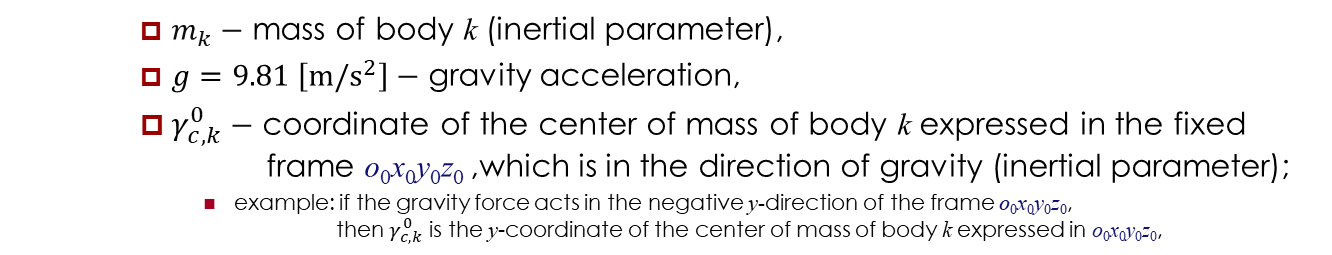 m_k − mass of body k (inertial parameter),
g = 9.81 [m/s²] − gravity acceleration,
γ⁰_{c,k} − coordinate of the center of mass of body k expressed in the fixed
frame o₀x₀y₀z₀ ,which is in the direction of gravity (inertial parameter);
example: if the gravity force acts in the negative y-direction of the frame o₀x₀y₀z₀,
then γ⁰_{c,k} is the y-coordinate of the center of mass of body k expressed in o₀x₀y₀z₀,